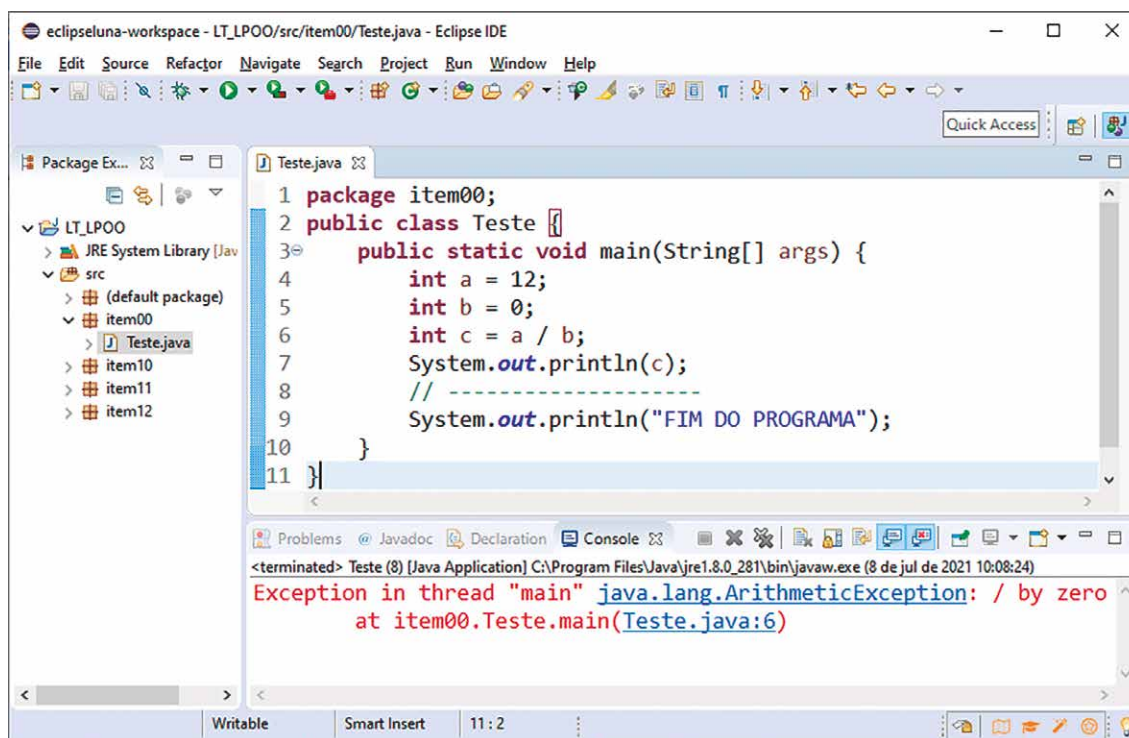 eclipseluna-workspace - LT_LPOO/src/item00/Teste.java - Eclipse IDE
File Edit Source Refactor Navigate Search Project Run Window Help
Quick Access
Package Ex...
LT_LPOO
JRE System Library [Jav
src
(default package)
item00
Teste.java
item10
item11
item12
Teste.java
1 package item00;
2 public class Teste {
3 public static void main(String[] args) {
4 int a = 12;
5 int b = 0;
6 int c = a / b;
7 System.out.println(c);
8 // --------------------
9 System.out.println("FIM DO PROGRAMA");
10 }
11 }
Problems @ Javadoc Declaration Console
<terminated> Teste (8) [Java Application] C:\Program Files\Java\jre1.8.0_281\bin\javaw.exe (8 de jul de 2021 10:08:24)
Exception in thread "main" java.lang.ArithmeticException: / by zero
at item00.Teste.main(Teste.java:6)
Writable Smart Insert 11 : 2